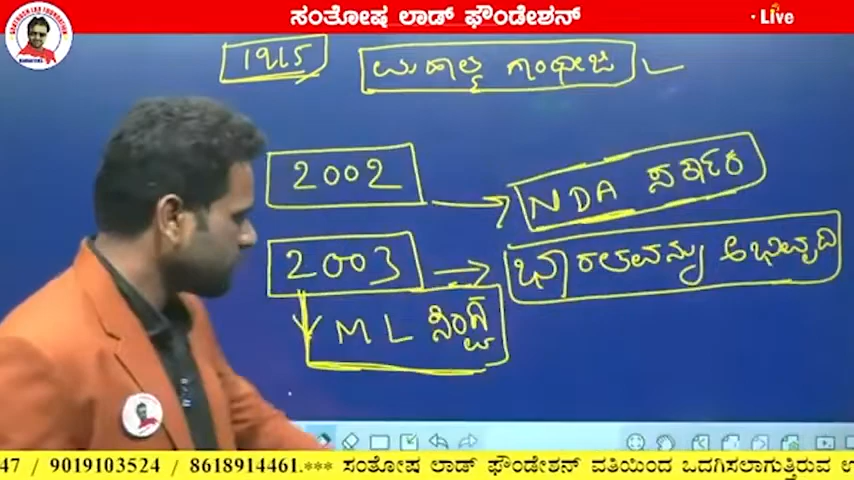 ಸಂತೋಷ ಲಾಡ್ ಫೌಂಡೇಶನ್
· Live
1915 ಮಹಾತ್ಮ ಗಾಂಧೀಜಿ
2002 NDA ಸರ್ಕಾರ
2003 ಭಾರತವನ್ನು ಅಭಿವೃದಿ
ML ಸಿಂಘ್ವಿ
47 / 9019103524 / 8618914461.*** ಸಂತೋಷ ಲಾಡ್ ಫೌಂಡೇಶನ್ ವತಿಯಿಂದ ಒದಗಿಸಲಾಗುತ್ತಿರುವ